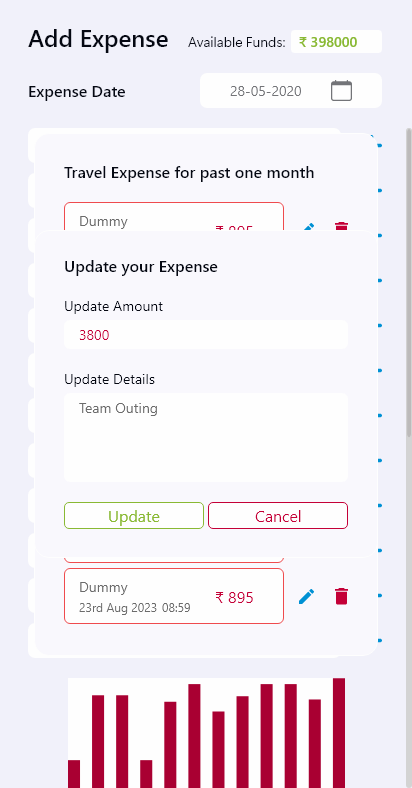 Add Expense
Available Funds: ₹ 398000
Expense Date
28-05-2020
Travel Expense for past one month
Dummy
₹ 895
Update your Expense
Update Amount
3800
Update Details
Team Outing
Update
Cancel
Dummy
23rd Aug 2023 08:59
₹ 895